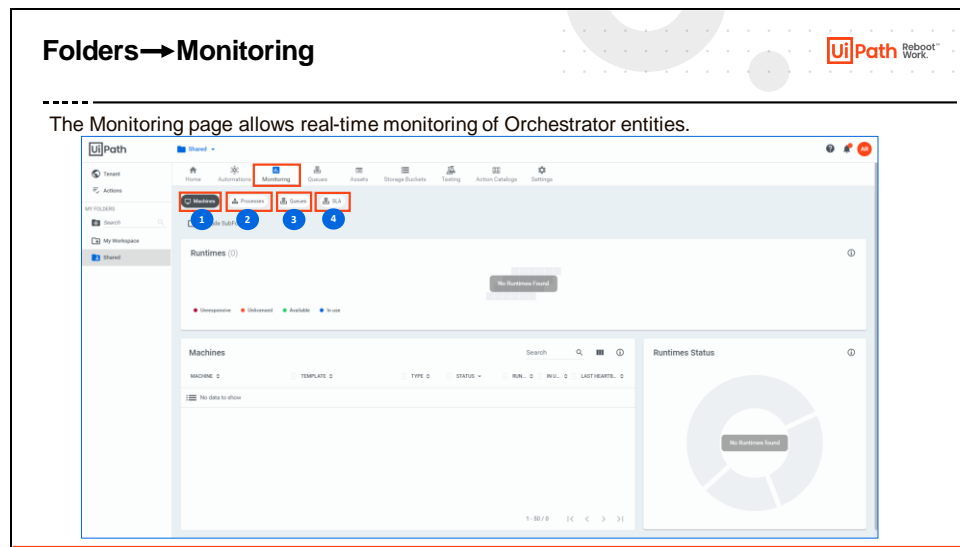 Folders→Monitoring
UiPath Reboot Work.™
The Monitoring page allows real-time monitoring of Orchestrator entities.
UiPath
Shared
Tenant
Actions
MY FOLDERS
Search
My Workspace
Shared
Home Automations Monitoring Queues Assets Storage Buckets Testing Action Catalogs Settings
Machines Processes Queues SLA
1 2 3 4
Runtimes (0)
No Runtimes Found
Unresponsive Unlicensed Available In use
Machines
Search
MACHINE TEMPLATE TYPE STATUS RUN... IN U... LAST HEARTB...
No data to show
1 - 50 / 0
Runtimes Status
No Runtimes found